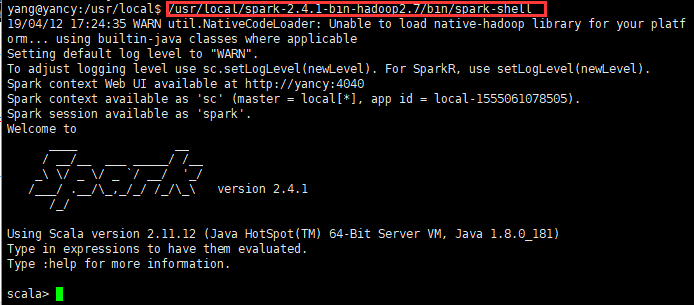 yang@yancy:/usr/local$ /usr/local/spark-2.4.1-bin-hadoop2.7/bin/spark-shell
19/04/12 17:24:35 WARN util.NativeCodeLoader: Unable to load native-hadoop library for your platf
orm... using builtin-java classes where applicable
Setting default log level to "WARN".
To adjust logging level use sc.setLogLevel(newLevel). For SparkR, use setLogLevel(newLevel).
Spark context Web UI available at http://yancy:4040
Spark context available as 'sc' (master = local[*], app id = local-1555061078505).
Spark session available as 'spark'.
Welcome to
      ____              __
     / __/__  ___ _____/ /__
    _\ \/ _ \/ _ `/ __/  '_/
   /___/ .__/\_,_/_/ /_/\_\   version 2.4.1
      /_/
Using Scala version 2.11.12 (Java HotSpot(TM) 64-Bit Server VM, Java 1.8.0_181)
Type in expressions to have them evaluated.
Type :help for more information.
scala>